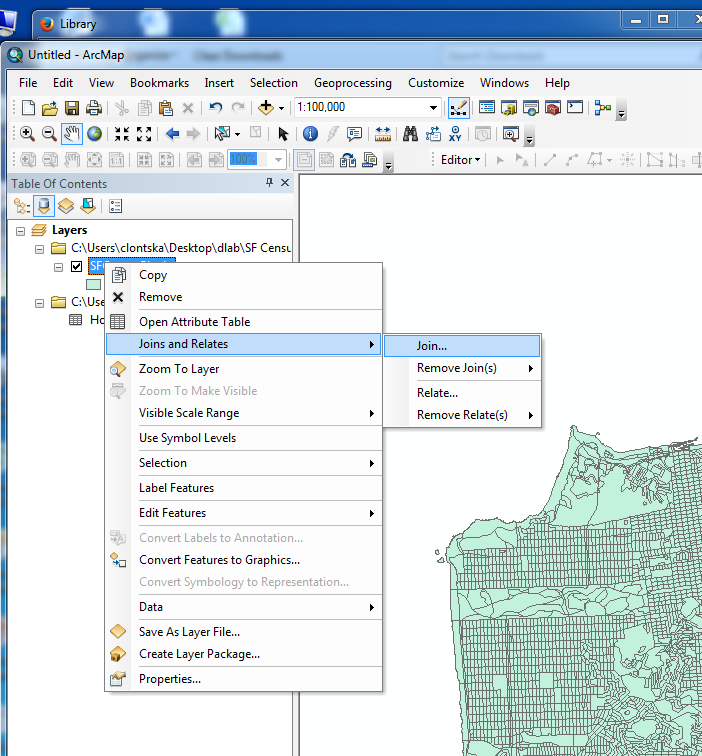 Library
Untitled - ArcMap
File Edit View Bookmarks Insert Selection Geoprocessing Customize Windows Help
1:100,000
100%
Editor
Table Of Contents
Layers
C:\Users\clontska\Desktop\dlab\SF Censu
C:\Use
Copy
Remove
Open Attribute Table
Joins and Relates
Join...
Zoom To Layer
Remove Join(s)
Zoom To Make Visible
Relate...
Visible Scale Range
Remove Relate(s)
Use Symbol Levels
Selection
Label Features
Edit Features
Convert Labels to Annotation...
Convert Features to Graphics...
Convert Symbology to Representation...
Data
Save As Layer File...
Create Layer Package...
Properties...